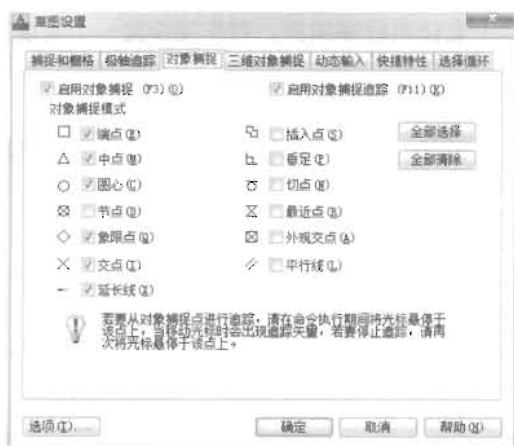 草图设置
捕捉和栅格 极轴追踪 对象捕捉 三维对象捕捉 动态输入 快捷特性 选择循环
启用对象捕捉 (F3)(O) 启用对象捕捉追踪 (F11)(K)
对象捕捉模式
端点(E) 插入点(S) 全部选择
中点(M) 垂足(P) 全部清除
圆心(C) 切点(N)
节点(D) 最近点(R)
象限点(Q) 外观交点(A)
交点(I) 平行线(L)
延长线(X)
若要从对象捕捉点进行追踪，请在命令执行期间将光标悬停于
该点上，当移动光标时会出现追踪矢量，若要停止追踪，请再
次将光标悬停于该点上。
选项(T)... 确定 取消 帮助(H)